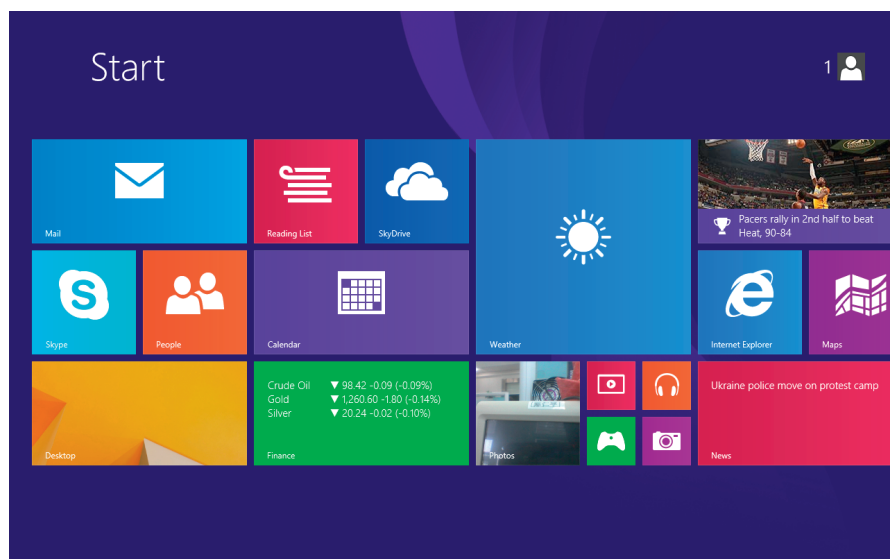 Start
1
Mail
Reading List
SkyDrive
Pacers rally in 2nd half to beat
Heat, 90-84
Skype
People
Calendar
Weather
Internet Explorer
Maps
Desktop
Crude Oil ▼ 98.42 -0.09 (-0.09%)
Gold ▼ 1,260.60 -1.80 (-0.14%)
Silver ▼ 20.24 -0.02 (-0.10%)
Finance
Photos
Ukraine police move on protest camp
News